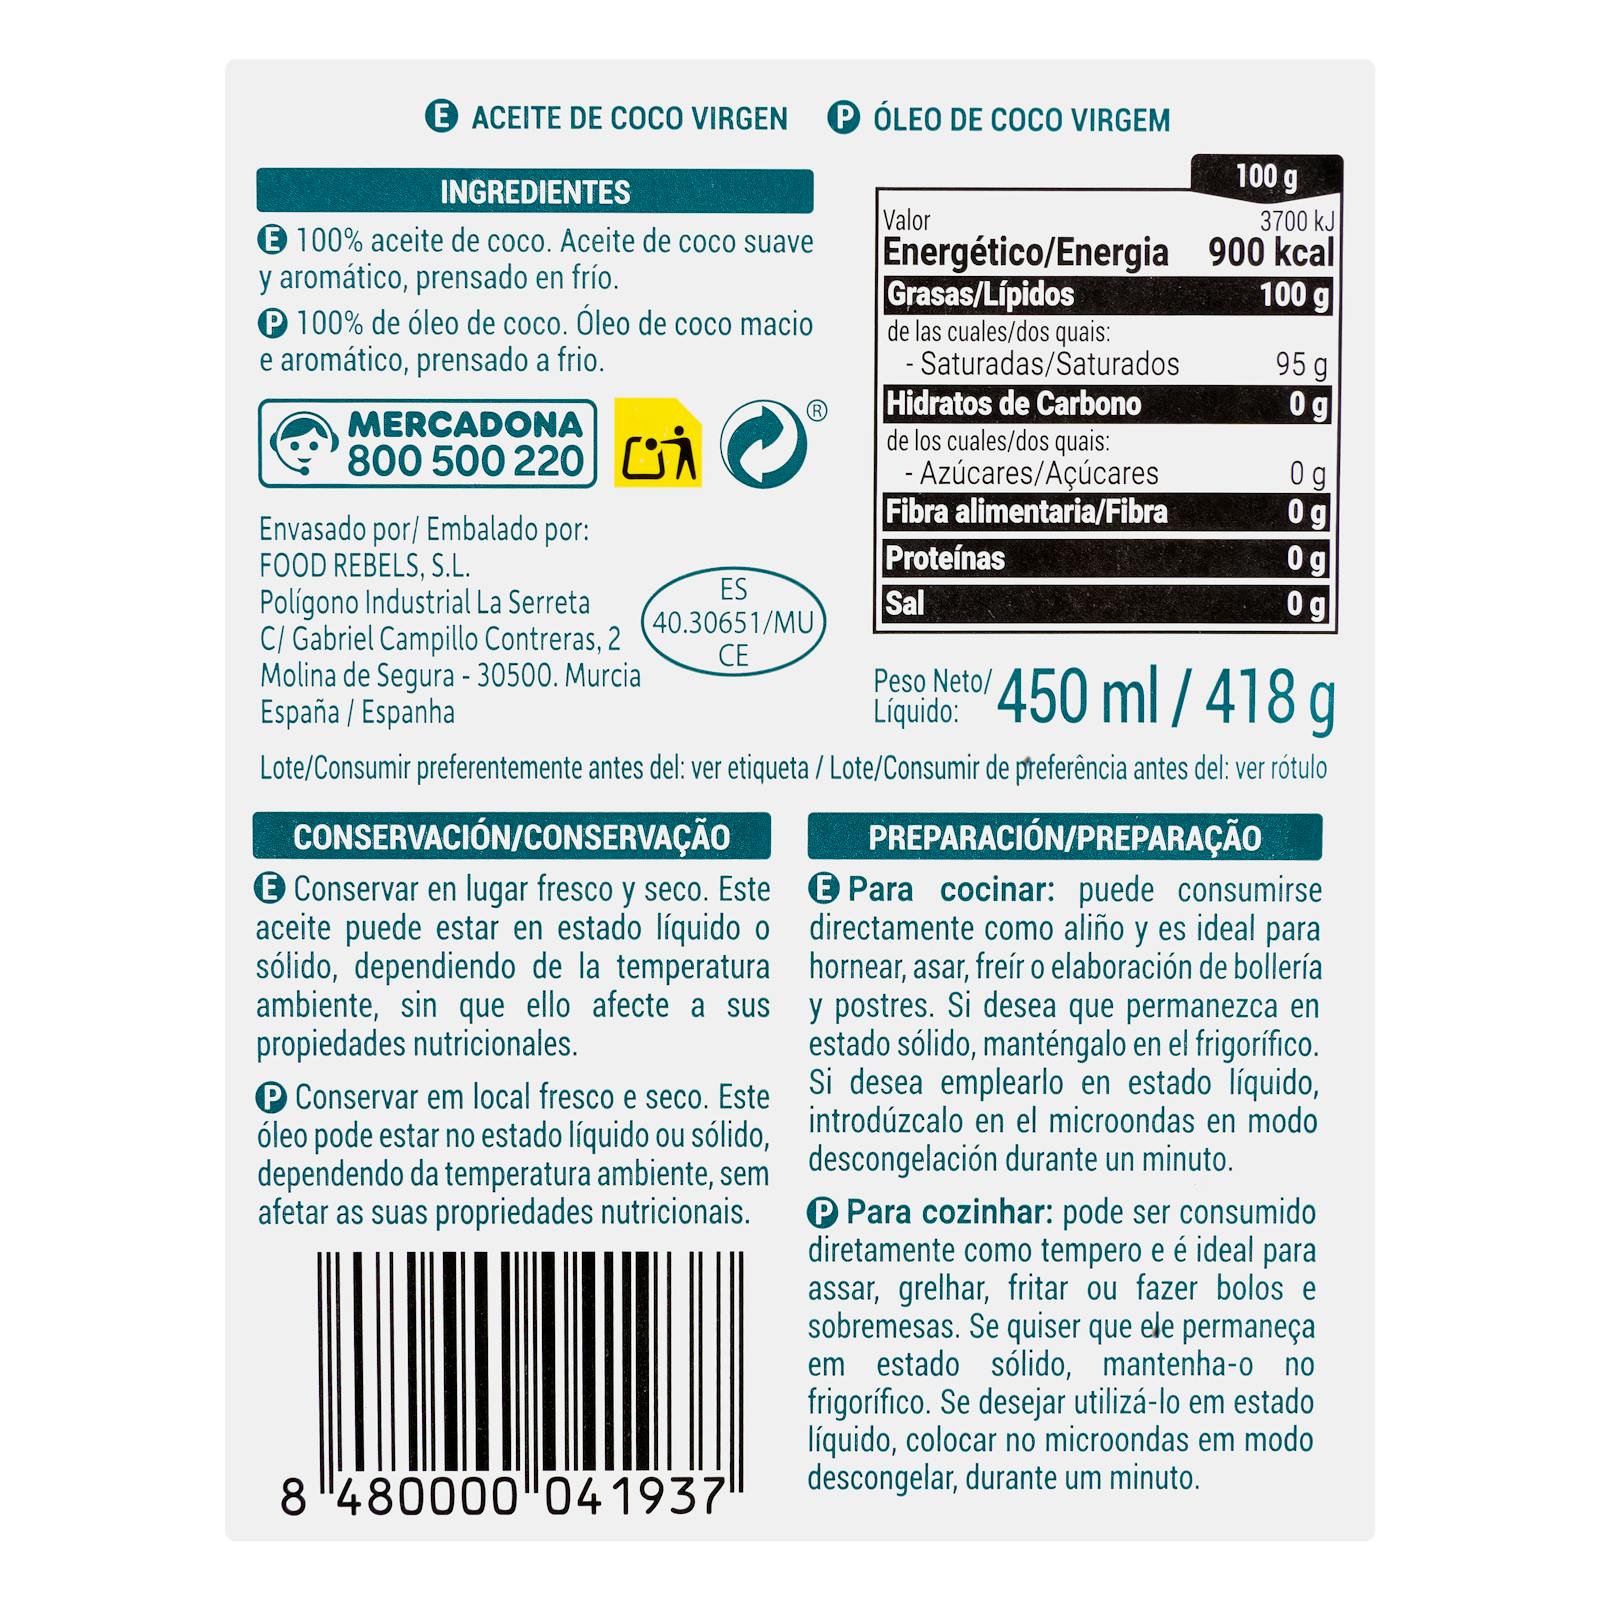 E ACEITE DE COCO VIRGEN P ÓLEO DE COCO VIRGEM
INGREDIENTES
E 100% aceite de coco. Aceite de coco suave
y aromático, prensado en frío.
P 100% de óleo de coco. Óleo de coco macio
e aromático, prensado a frio.
MERCADONA
800 500 220
®
Envasado por/ Embalado por:
FOOD REBELS, S.L.
Polígono Industrial La Serreta
C/ Gabriel Campillo Contreras, 2
Molina de Segura - 30500. Murcia
España / Espanha
ES
40.30651/MU
CE
100 g
Valor 3700 kJ
Energético/Energia 900 kcal
Grasas/Lípidos 100 g
de las cuales/dos quais:
- Saturadas/Saturados 95 g
Hidratos de Carbono 0 g
de los cuales/dos quais:
- Azúcares/Açúcares 0 g
Fibra alimentaria/Fibra 0 g
Proteínas 0 g
Sal 0 g
Peso Neto/
Líquido: 450 ml / 418 g
Lote/Consumir preferentemente antes del: ver etiqueta / Lote/Consumir de preferência antes del: ver rótulo
CONSERVACIÓN/CONSERVAÇÃO
E Conservar en lugar fresco y seco. Este
aceite puede estar en estado líquido o
sólido, dependiendo de la temperatura
ambiente, sin que ello afecte a sus
propiedades nutricionales.
P Conservar em local fresco e seco. Este
óleo pode estar no estado líquido ou sólido,
dependendo da temperatura ambiente, sem
afetar as suas propriedades nutricionais.
8 480000 041937
PREPARACIÓN/PREPARAÇÃO
E Para cocinar: puede consumirse
directamente como aliño y es ideal para
hornear, asar, freír o elaboración de bollería
y postres. Si desea que permanezca en
estado sólido, manténgalo en el frigorífico.
Si desea emplearlo en estado líquido,
introdúzcalo en el microondas en modo
descongelación durante un minuto.
P Para cozinhar: pode ser consumido
diretamente como tempero e é ideal para
assar, grelhar, fritar ou fazer bolos e
sobremesas. Se quiser que ele permaneça
em estado sólido, mantenha-o no
frigorífico. Se desejar utilizá-lo em estado
líquido, colocar no microondas em modo
descongelar, durante um minuto.